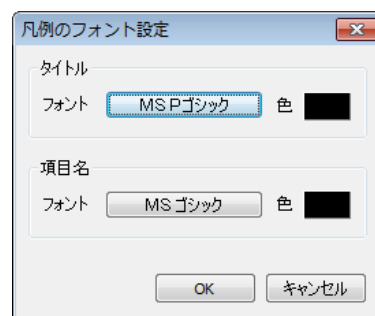 凡例のフォント設定
タイトル
フォント MS Pゴシック 色
項目名
フォント MS ゴシック 色
OK キャンセル